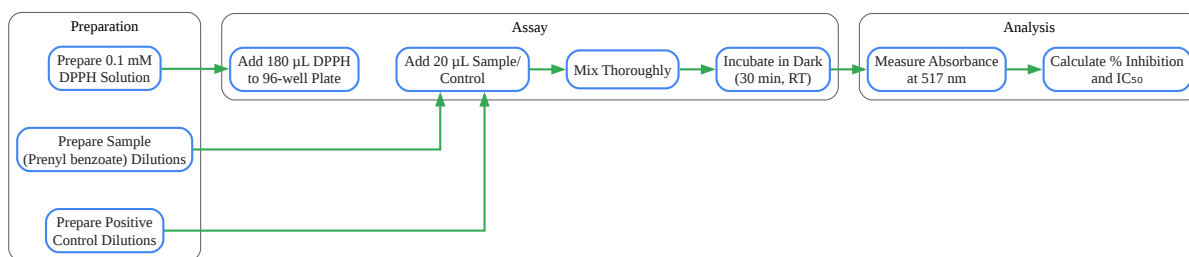 Preparation
Prepare 0.1 mM
DPPH Solution
Prepare Sample
(Prenyl benzoate) Dilutions
Prepare Positive
Control Dilutions
Assay
Add 180 µL DPPH
to 96-well Plate
Add 20 µL Sample/
Control
Mix Thoroughly
Incubate in Dark
(30 min, RT)
Analysis
Measure Absorbance
at 517 nm
Calculate % Inhibition
and IC₅₀